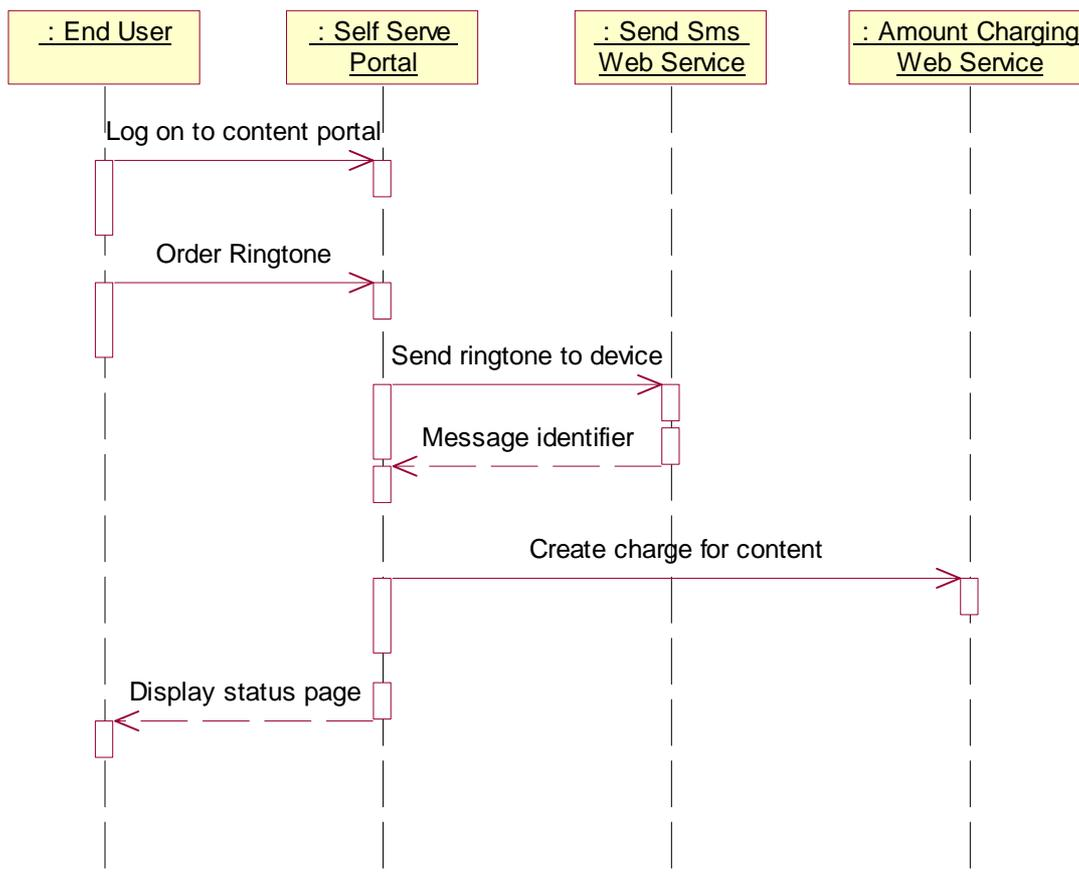 : End User
: Self Serve
Portal
: Send Sms
Web Service
: Amount Charging
Web Service
Log on to content portal
Order Ringtone
Send ringtone to device
Message identifier
Create charge for content
Display status page